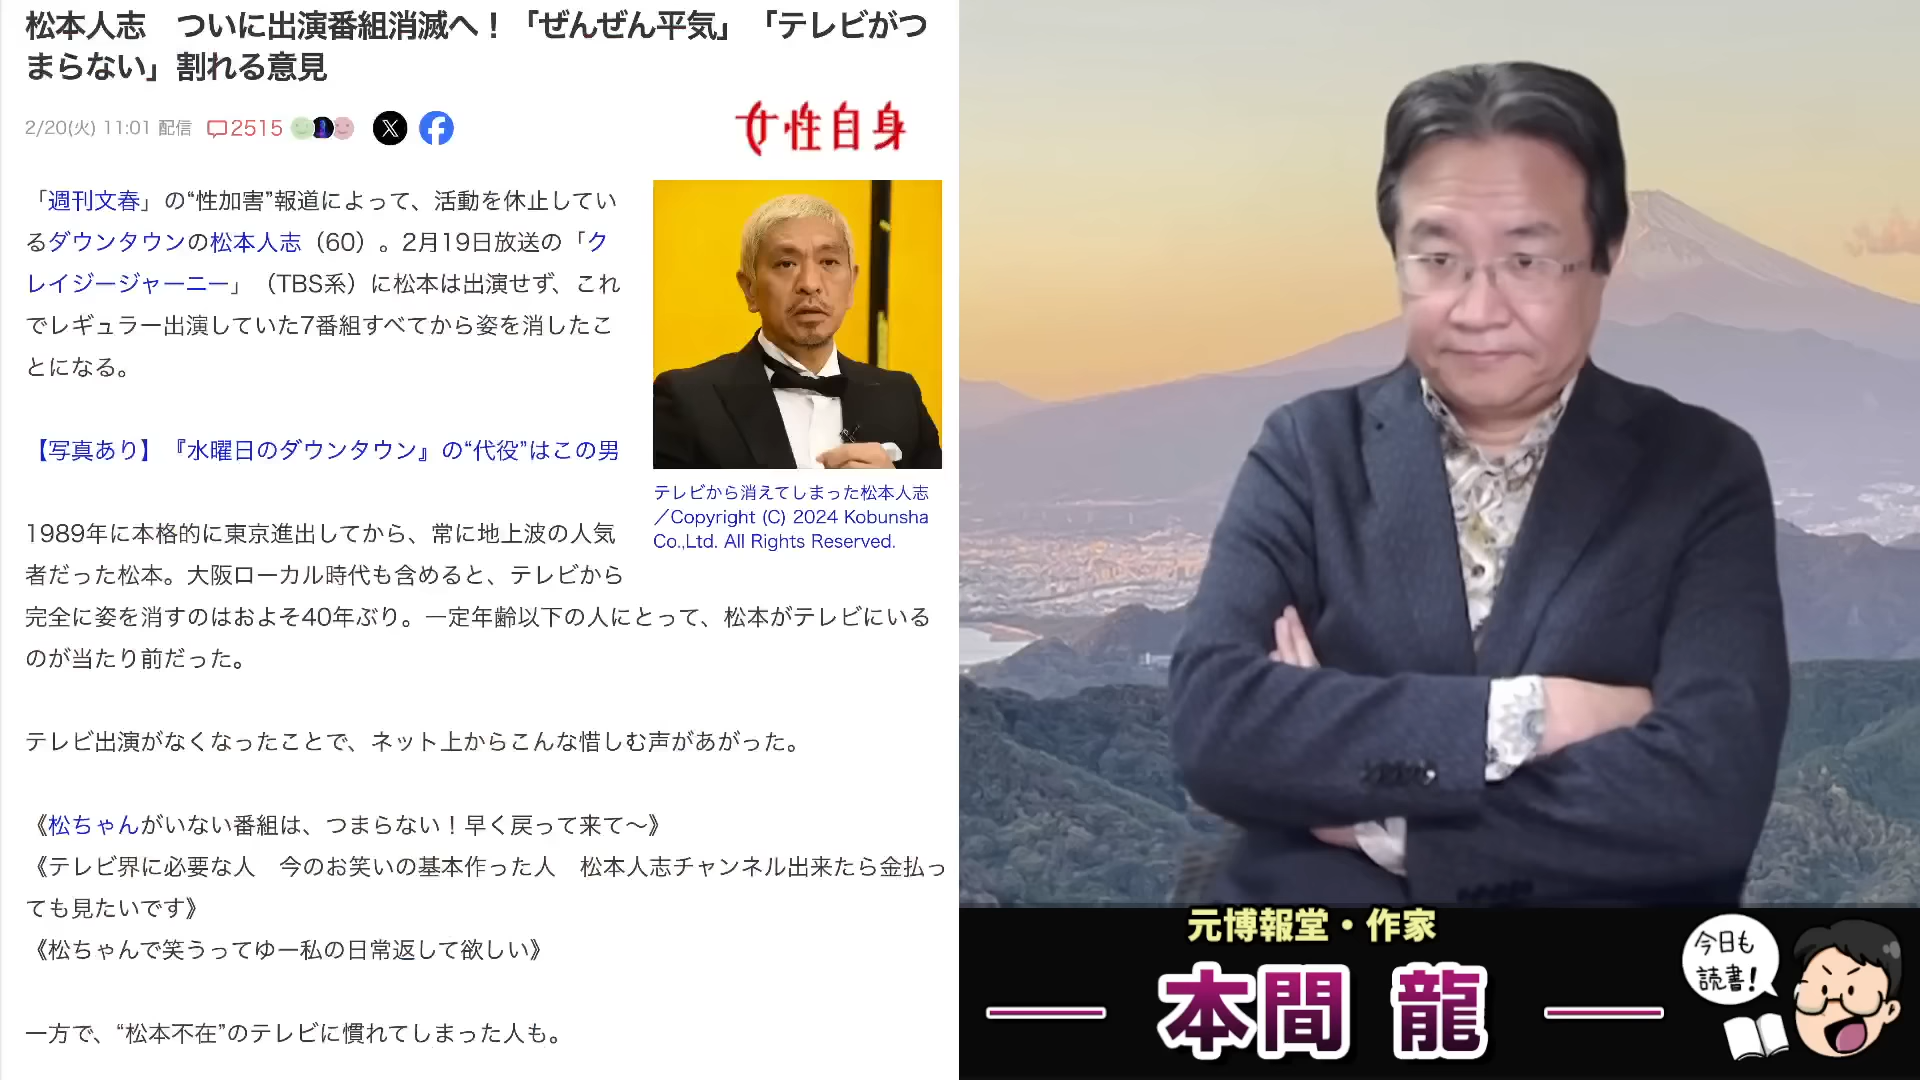 松本人志　ついに出演番組消滅へ！「ぜんぜん平気」「テレビがつ
まらない」割れる意見
2/20(火) 11:01 配信
2515
女性自身
「週刊文春」の“性加害”報道によって、活動を休止してい
るダウンタウンの松本人志（60）。2月19日放送の「ク
レイジージャーニー」（TBS系）に松本は出演せず、これ
でレギュラー出演していた7番組すべてから姿を消したこ
とになる。
【写真あり】『水曜日のダウンタウン』の“代役”はこの男
テレビから消えてしまった松本人志
／Copyright (C) 2024 Kobunsha
Co.,Ltd. All Rights Reserved.
1989年に本格的に東京進出してから、常に地上波の人気
者だった松本。大阪ローカル時代も含めると、テレビから
完全に姿を消すのはおよそ40年ぶり。一定年齢以下の人にとって、松本がテレビにいる
のが当たり前だった。
テレビ出演がなくなったことで、ネット上からこんな惜しむ声があがった。
《松ちゃんがいない番組は、つまらない！早く戻って来て〜》
《テレビ界に必要な人　今のお笑いの基本作った人　松本人志チャンネル出来たら金払っ
ても見たいです》
《松ちゃんで笑うってゆー私の日常返して欲しい》
一方で、“松本不在”のテレビに慣れてしまった人も。
元博報堂・作家
本間 龍
今日も
読書！